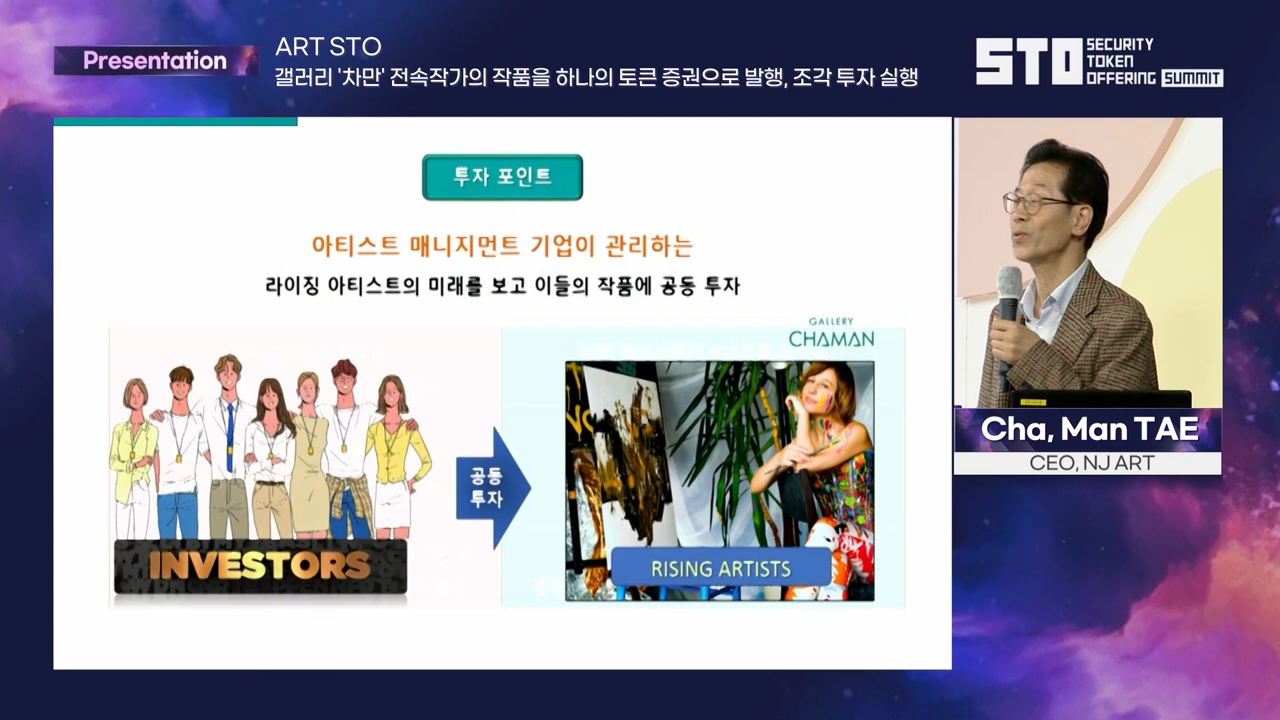 Presentation
ART STO
갤러리 '차만' 전속작가의 작품을 하나의 토큰 증권으로 발행, 조각 투자 실행
STO SECURITY
TOKEN
OFFERING SUMMIT
투자 포인트
아티스트 매니지먼트 기업이 관리하는
라이징 아티스트의 미래를 보고 이들의 작품에 공동 투자
GALLERY
CHAMAN
공동
투자
INVESTORS
RISING ARTISTS
Cha, Man TAE
CEO, NJ ART